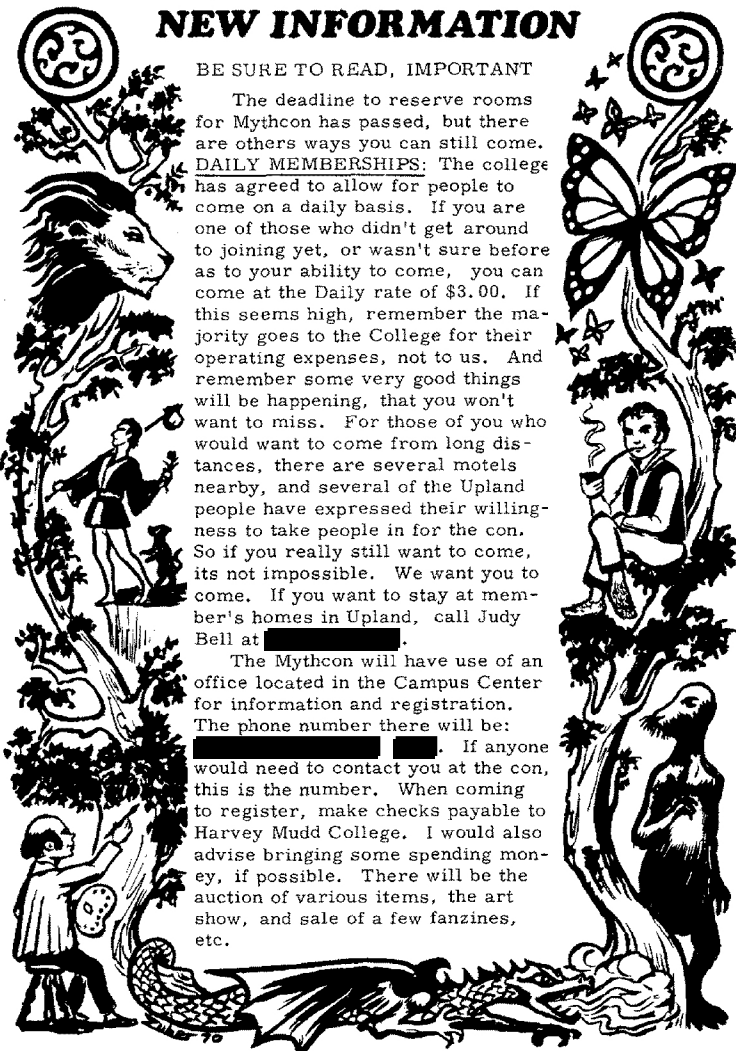 NEW INFORMATION
BE SURE TO READ, IMPORTANT
The deadline to reserve rooms
for Mythcon has passed, but there
are others ways you can still come.
DAILY MEMBERSHIPS: The college
has agreed to allow for people to
come on a daily basis. If you are
one of those who didn't get around
to joining yet, or wasn't sure before
as to your ability to come, you can
come at the Daily rate of $3.00. If
this seems high, remember the ma-
jority goes to the College for their
operating expenses, not to us. And
remember some very good things
will be happening, that you won't
want to miss. For those of you who
would want to come from long dis-
tances, there are several motels
nearby, and several of the Upland
people have expressed their willing-
ness to take people in for the con.
So if you really still want to come,
its not impossible. We want you to
come. If you want to stay at mem-
ber's homes in Upland, call Judy
Bell at .
The Mythcon will have use of an
office located in the Campus Center
for information and registration.
The phone number there will be:
. If anyone
would need to contact you at the con,
this is the number. When coming
to register, make checks payable to
Harvey Mudd College. I would also
advise bringing some spending mon-
ey, if possible. There will be the
auction of various items, the art
show, and sale of a few fanzines,
etc.
70